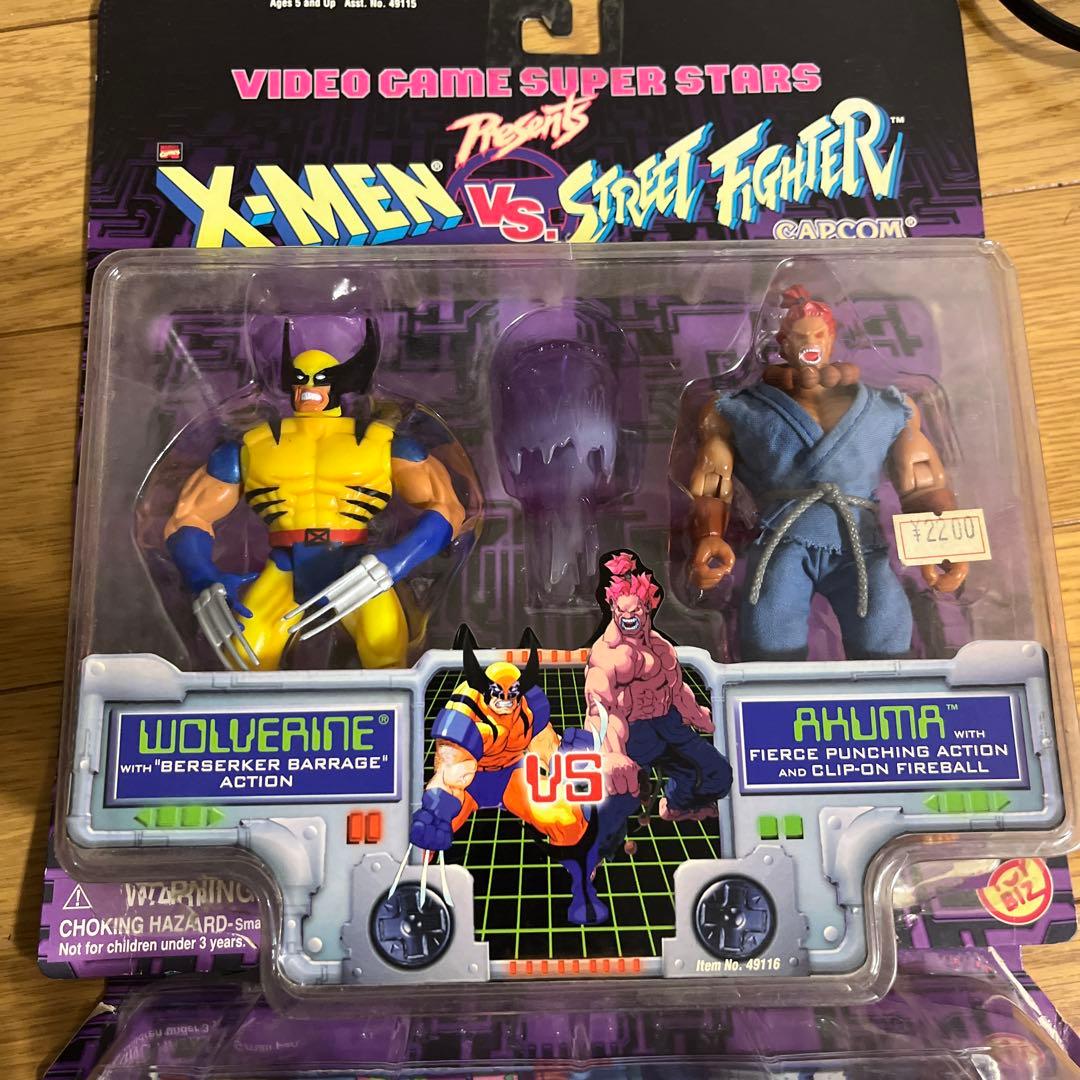 Ages 5 and Up Asst. No. 49115
VIDEO GAME SUPER STARS
Presents
X-MEN® VS. STREET FIGHTER™
CAPCOM®
¥2200
WOLVERINE®
WITH "BERSERKER BARRAGE"
ACTION
AKUMA™ WITH
FIERCE PUNCHING ACTION
AND CLIP-ON FIREBALL
VS
WARNING
CHOKING HAZARD-Sma
Not for children under 3 years.
TOY BIZ
Item No. 49116